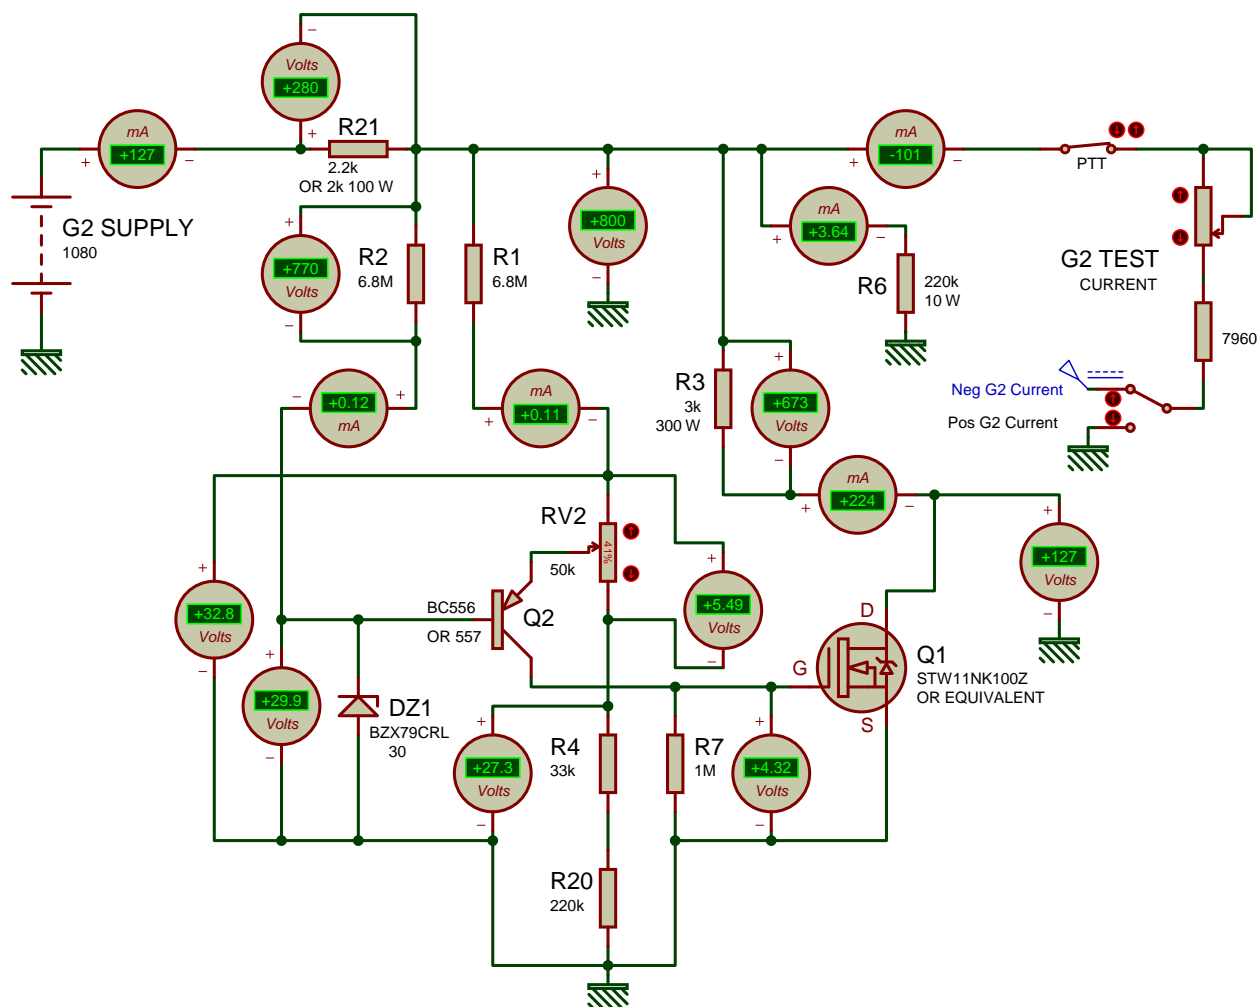 Volts
+280
mA
+127
+
−
+
−
R21
2.2k
OR 2k 100 W
G2 SUPPLY
1080
+770
Volts
+
−
R2
6.8M
R1
6.8M
+800
Volts
+
−
mA
-101
+
−
PTT
mA
+3.64
+
−
R6
220k
10 W
G2 TEST
CURRENT
7960
Neg G2 Current
Pos G2 Current
+0.12
mA
−
+
+0.11
mA
+
−
R3
3k
300 W
+673
Volts
+
−
mA
+224
+
−
+127
Volts
+
−
RV2
41%
50k
+32.8
Volts
+
−
BC556
OR 557
Q2
+5.49
Volts
+
−
D
G
S
Q1
STW11NK100Z
OR EQUIVALENT
+29.9
Volts
+
−
DZ1
BZX79CRL
30
+27.3
Volts
+
−
R4
33k
R7
1M
+4.32
Volts
+
−
R20
220k